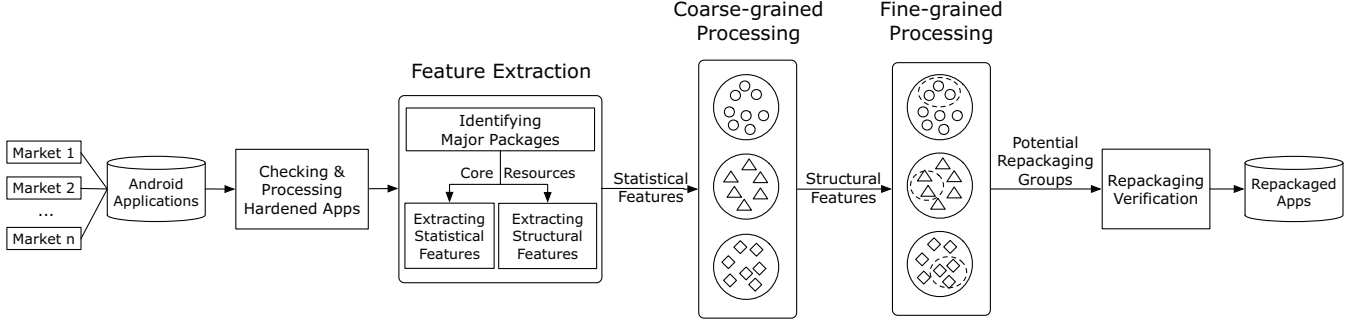 Market 1
Market 2
...
Market n
Android
Applications
Checking &
Processing
Hardened Apps
Feature Extraction
Identifying
Major Packages
Core Resources
Extracting
Statistical
Features
Extracting
Structural
Features
Statistical
Features
Coarse-grained
Processing
Structural
Features
Fine-grained
Processing
Potential
Repackaging
Groups
Repackaging
Verification
Repackaged
Apps